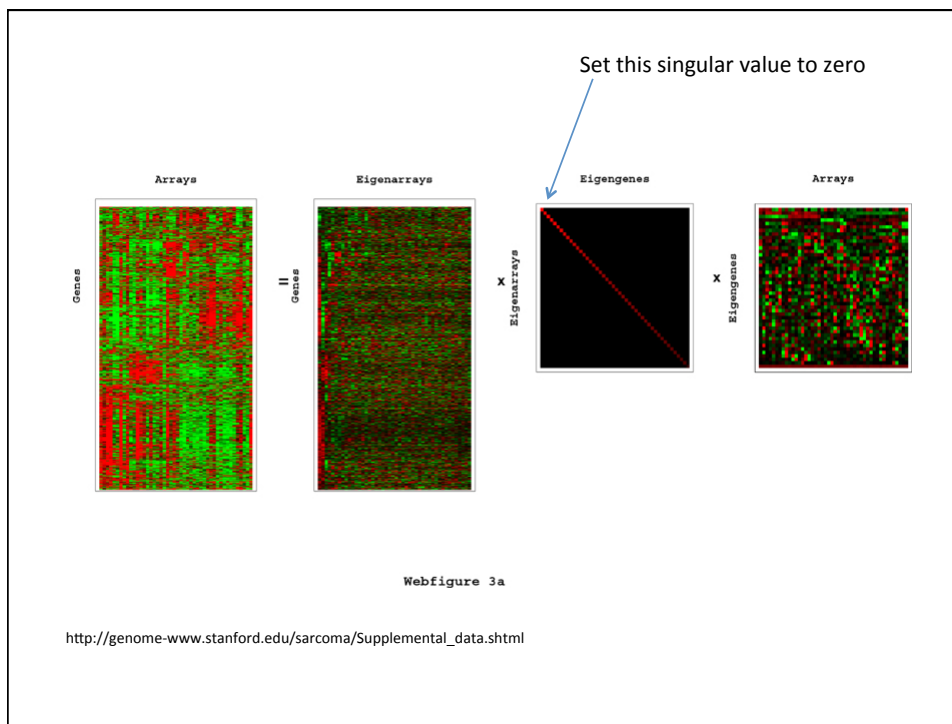 Set this singular value to zero
Arrays
Eigenarrays
Eigengenes
Arrays
Genes
=
Genes
x
Eigenarrays
x
Eigengenes
Webfigure 3a
http://genome-www.stanford.edu/sarcoma/Supplemental_data.shtml